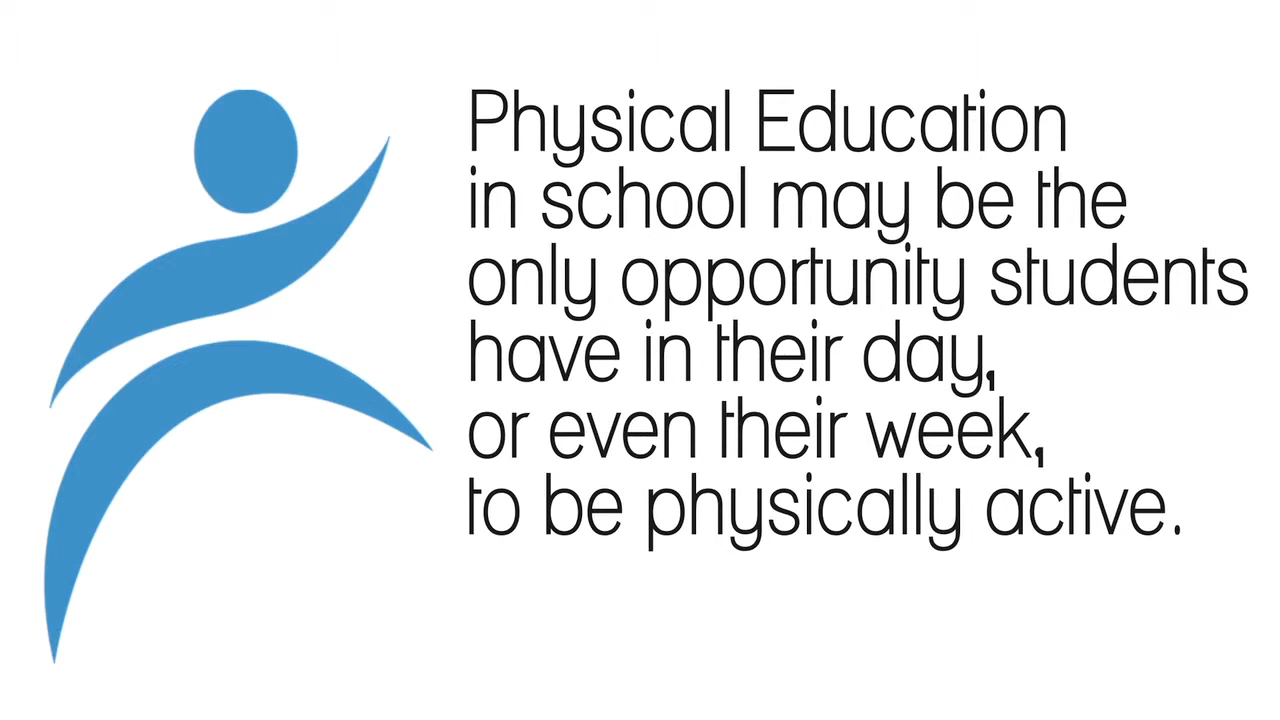 Physical Education
in school may be the
only opportunity students
have in their day,
or even their week,
to be physically active.